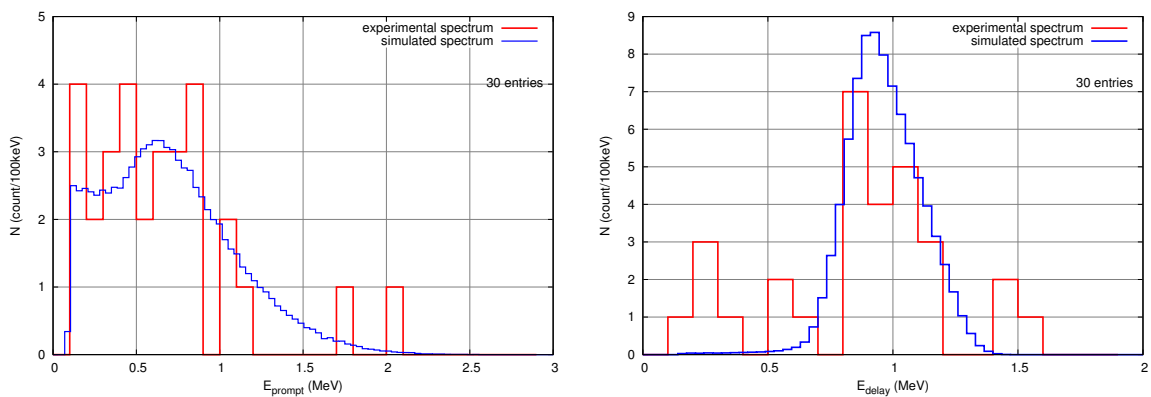 5
4
3
2
1
0
0
0.5
1
1.5
2
2.5
3
N (count/100keV)
E_prompt (MeV)
experimental spectrum
simulated spectrum
30 entries
9
8
7
6
5
4
3
2
1
0
0
0.5
1
1.5
2
N (count/100keV)
E_delay (MeV)
experimental spectrum
simulated spectrum
30 entries